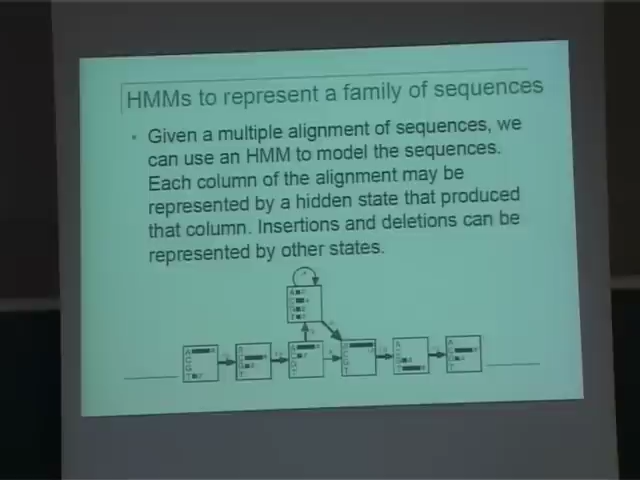 HMMs to represent a family of sequences
• Given a multiple alignment of sequences, we
can use an HMM to model the sequences.
Each column of the alignment may be
represented by a hidden state that produced
that column. Insertions and deletions can be
represented by other states.